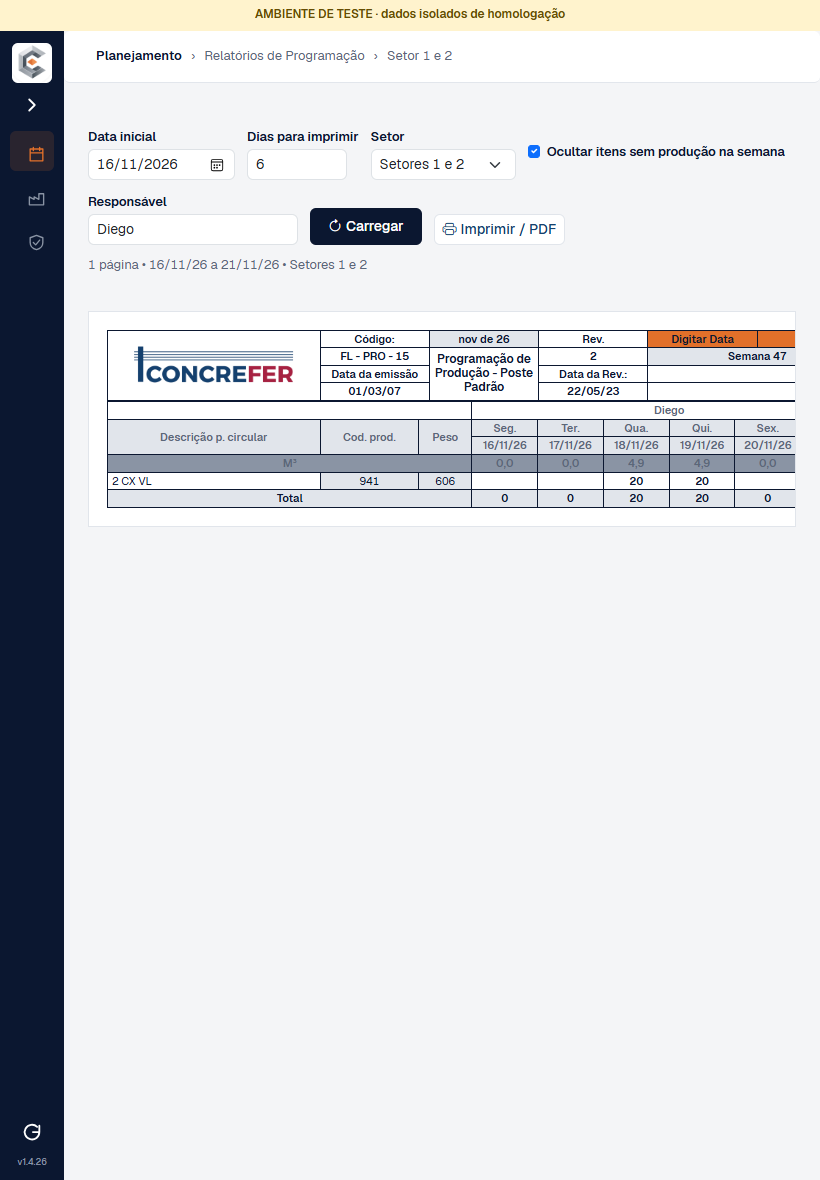 AMBIENTE DE TESTE · dados isolados de homologação
Planejamento › Relatórios de Programação › Setor 1 e 2
Data inicial Dias para imprimir Setor
16/11/2026 6 Setores 1 e 2 Ocultar itens sem produção na semana
Responsável
Diego Carregar Imprimir / PDF
1 página • 16/11/26 a 21/11/26 • Setores 1 e 2
CONCREFER
Código: nov de 26 Rev. Digitar Data
FL - PRO - 15 Programação de Produção - Poste Padrão 2 Semana 47
Data da emissão Data da Rev.:
01/03/07 22/05/23
Diego
Descrição p. circular Cod. prod. Peso Seg. Ter. Qua. Qui. Sex.
16/11/26 17/11/26 18/11/26 19/11/26 20/11/26
M³ 0,0 0,0 4,9 4,9 0,0
2 CX VL 941 606 20 20
Total 0 0 20 20 0
v1.4.26